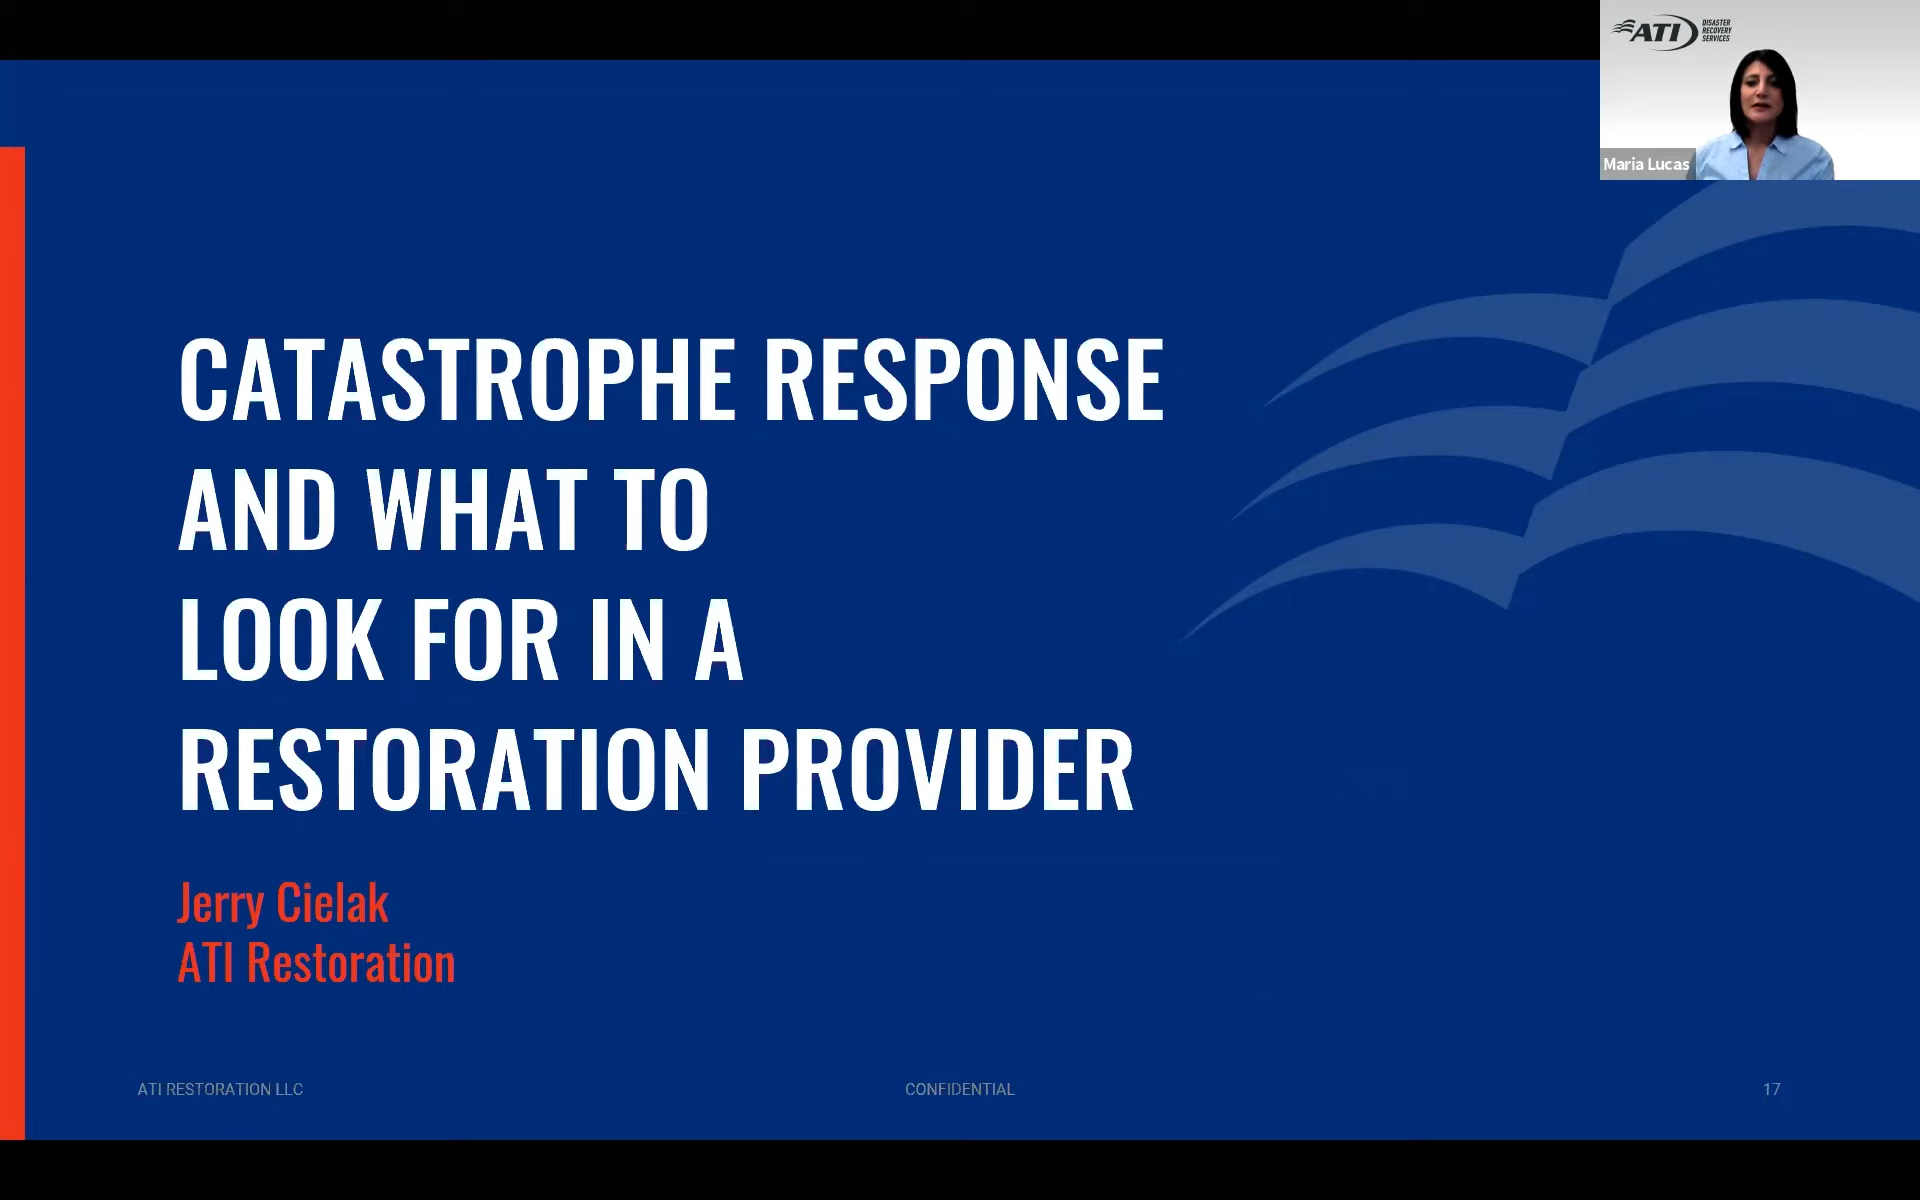 ATI DISASTER
RECOVERY
SERVICES
Maria Lucas
CATASTROPHE RESPONSE
AND WHAT TO
LOOK FOR IN A
RESTORATION PROVIDER
Jerry Cielak
ATI Restoration
ATI RESTORATION LLC
CONFIDENTIAL
17